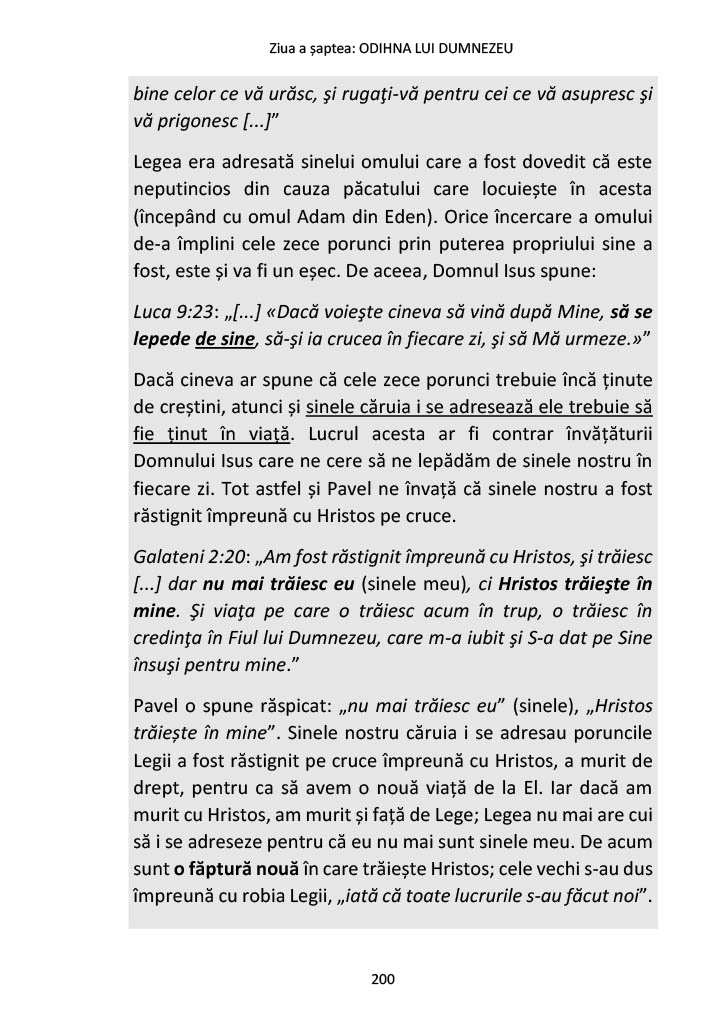 Ziua a șaptea: ODIHNA LUI DUMNEZEU
bine celor ce vă urăsc, şi rugaţi-vă pentru cei ce vă asupresc şi
vă prigonesc [...]”
Legea era adresată sinelui omului care a fost dovedit că este
neputincios din cauza păcatului care locuiește în acesta
(începând cu omul Adam din Eden). Orice încercare a omului
de-a împlini cele zece porunci prin puterea propriului sine a
fost, este și va fi un eșec. De aceea, Domnul Isus spune:
Luca 9:23: „[...] «Dacă voieşte cineva să vină după Mine, să se
lepede de sine, să-şi ia crucea în fiecare zi, şi să Mă urmeze.»”
Dacă cineva ar spune că cele zece porunci trebuie încă ținute
de creștini, atunci și sinele căruia i se adresează ele trebuie să
fie ținut în viață. Lucrul acesta ar fi contrar învățăturii
Domnului Isus care ne cere să ne lepădăm de sinele nostru în
fiecare zi. Tot astfel și Pavel ne învață că sinele nostru a fost
răstignit împreună cu Hristos pe cruce.
Galateni 2:20: „Am fost răstignit împreună cu Hristos, şi trăiesc
[...] dar nu mai trăiesc eu (sinele meu), ci Hristos trăieşte în
mine. Şi viaţa pe care o trăiesc acum în trup, o trăiesc în
credinţa în Fiul lui Dumnezeu, care m-a iubit şi S-a dat pe Sine
însuşi pentru mine.”
Pavel o spune răspicat: „nu mai trăiesc eu” (sinele), „Hristos
trăiește în mine”. Sinele nostru căruia i se adresau poruncile
Legii a fost răstignit pe cruce împreună cu Hristos, a murit de
drept, pentru ca să avem o nouă viață de la El. Iar dacă am
murit cu Hristos, am murit și față de Lege; Legea nu mai are cui
să i se adreseze pentru că eu nu mai sunt sinele meu. De acum
sunt o făptură nouă în care trăiește Hristos; cele vechi s-au dus
împreună cu robia Legii, „iată că toate lucrurile s-au făcut noi”.
200